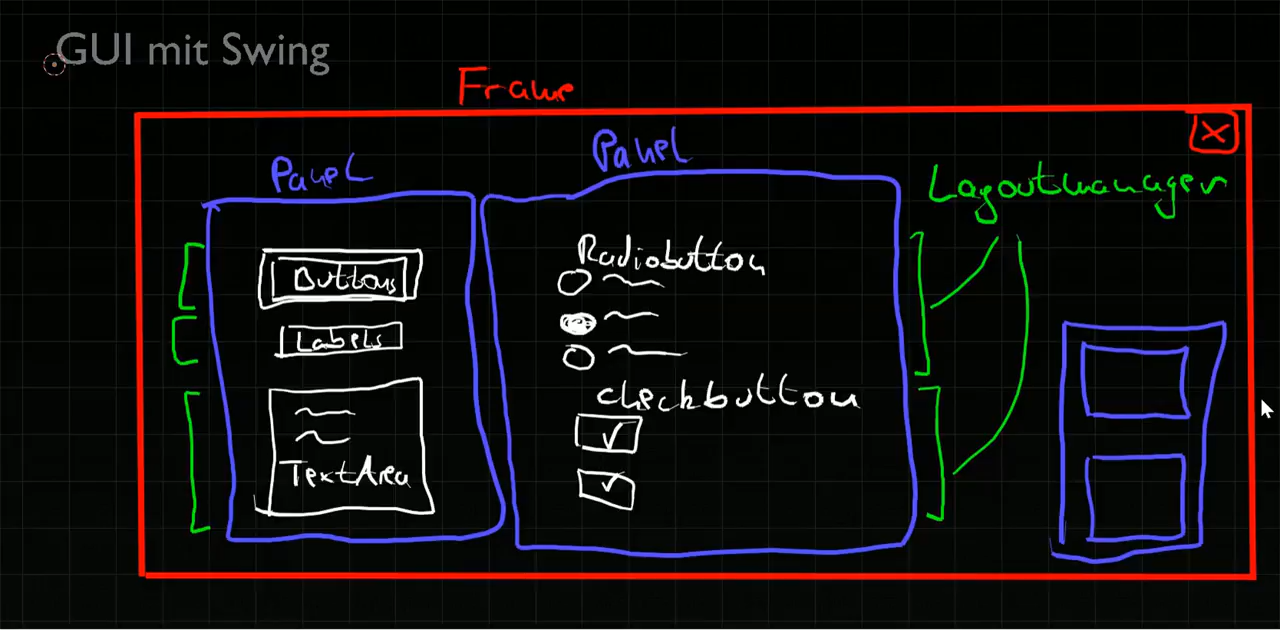 GUI mit Swing
Frame
Panel
Panel
Layoutmanager
Buttons
Labels
TextArea
Radiobutton
checkbutton